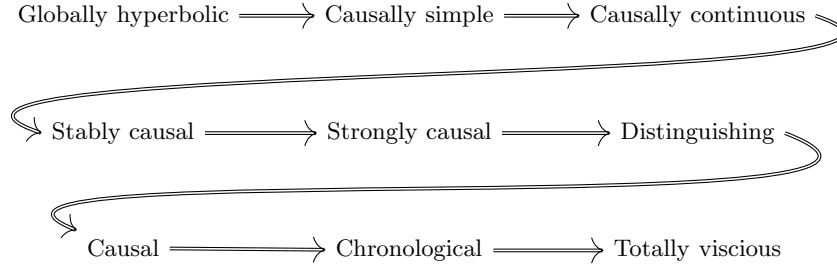 Globally hyperbolic Causally simple Causally continuous
Stably causal Strongly causal Distinguishing
Causal Chronological Totally viscious